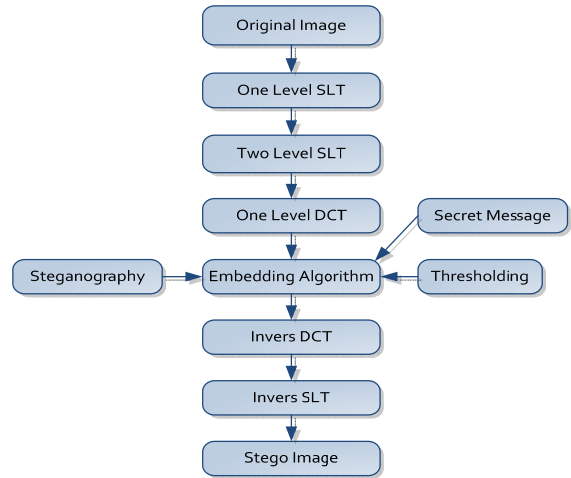 Original Image
One Level SLT
Two Level SLT
One Level DCT
Secret Message
Steganography
Embedding Algorithm
Thresholding
Invers DCT
Invers SLT
Stego Image